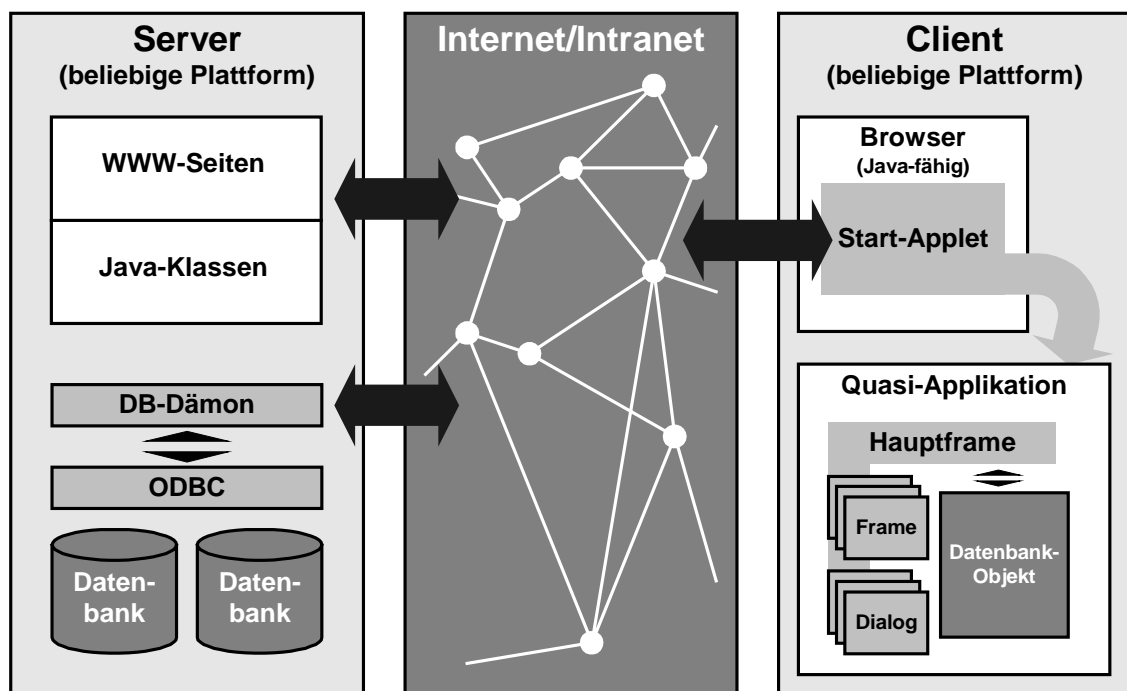 Server
(beliebige Plattform)
WWW-Seiten
Java-Klassen
DB-Dämon
ODBC
Daten-
bank
Daten-
bank
Internet/Intranet
Client
(beliebige Plattform)
Browser
(Java-fähig)
Start-Applet
Quasi-Applikation
Hauptframe
Frame
Dialog
Datenbank-
Objekt